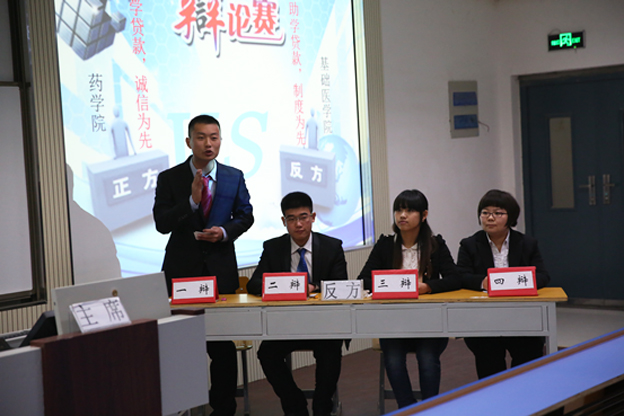 辩论赛
学贷款，诚信为先
助学贷款，制度为先
药学院
基础医学院
正方
VS
反方
一辩
二辩
反方
三辩
四辩
主席